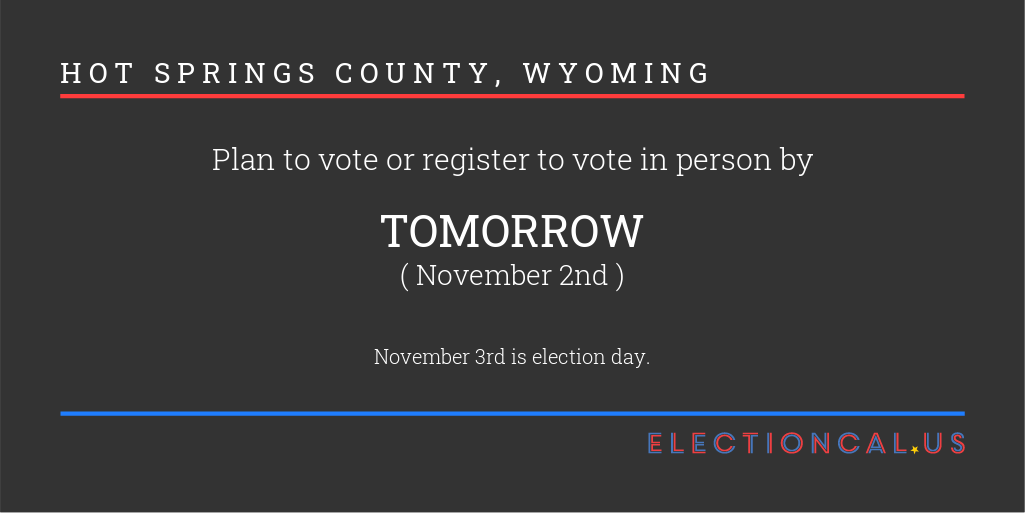 HOT SPRINGS COUNTY, WYOMING
Plan to vote or register to vote in person by
TOMORROW
( November 2nd )
November 3rd is election day.
ELECTIONCAL.US